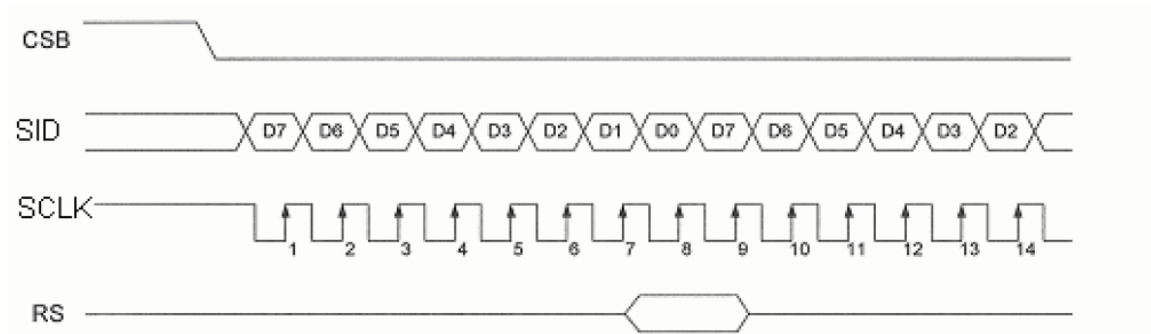 CSB
SID D7 D6 D5 D4 D3 D2 D1 D0 D7 D6 D5 D4 D3 D2
SCLK
1 2 3 4 5 6 7 8 9 10 11 12 13 14
RS